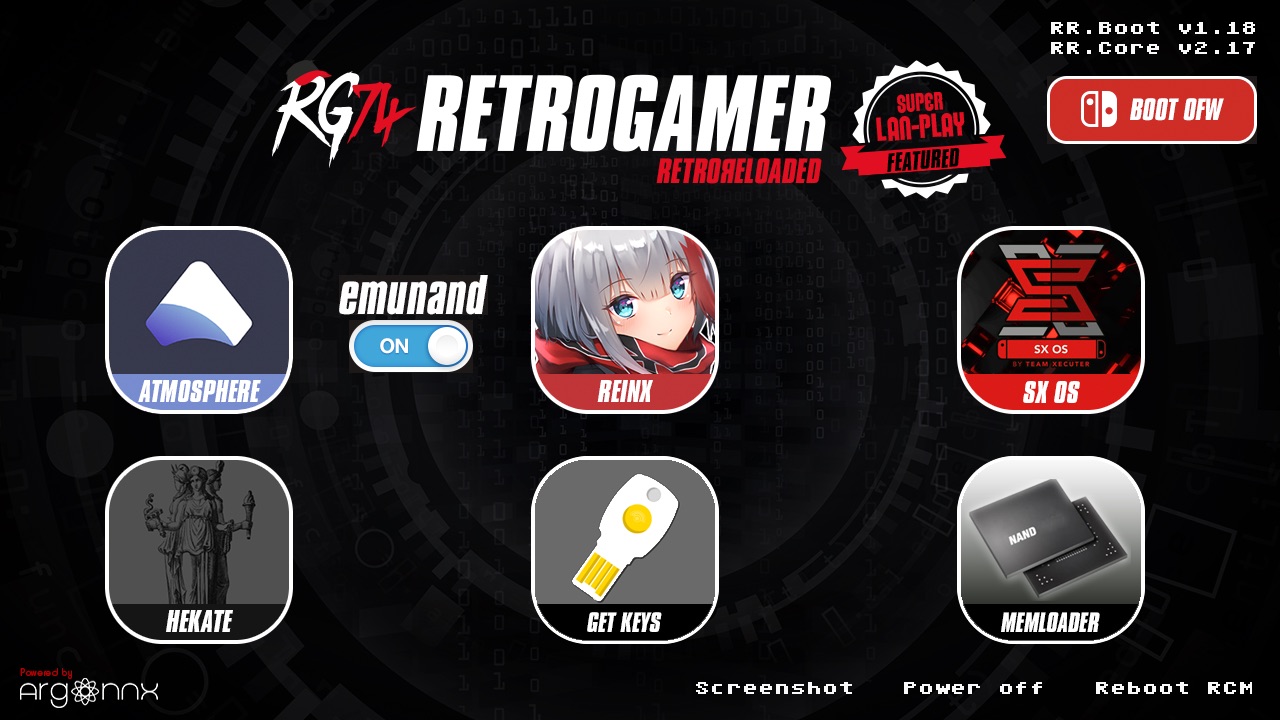 RR.Boot v1.18
RR.Core v2.17
RG74 RETROGAMER
RETROЯELOADED
SUPER
LAN-PLAY
FEATURED
BOOT OFW
emunand
ON
ATMOSPHERE
REINX
SX OS
BY TEAM XECUTER
SX OS
NAND
HEKATE
GET KEYS
MEMLOADER
Powered by
ArgonnX
Screenshot
Power off
Reboot RCM